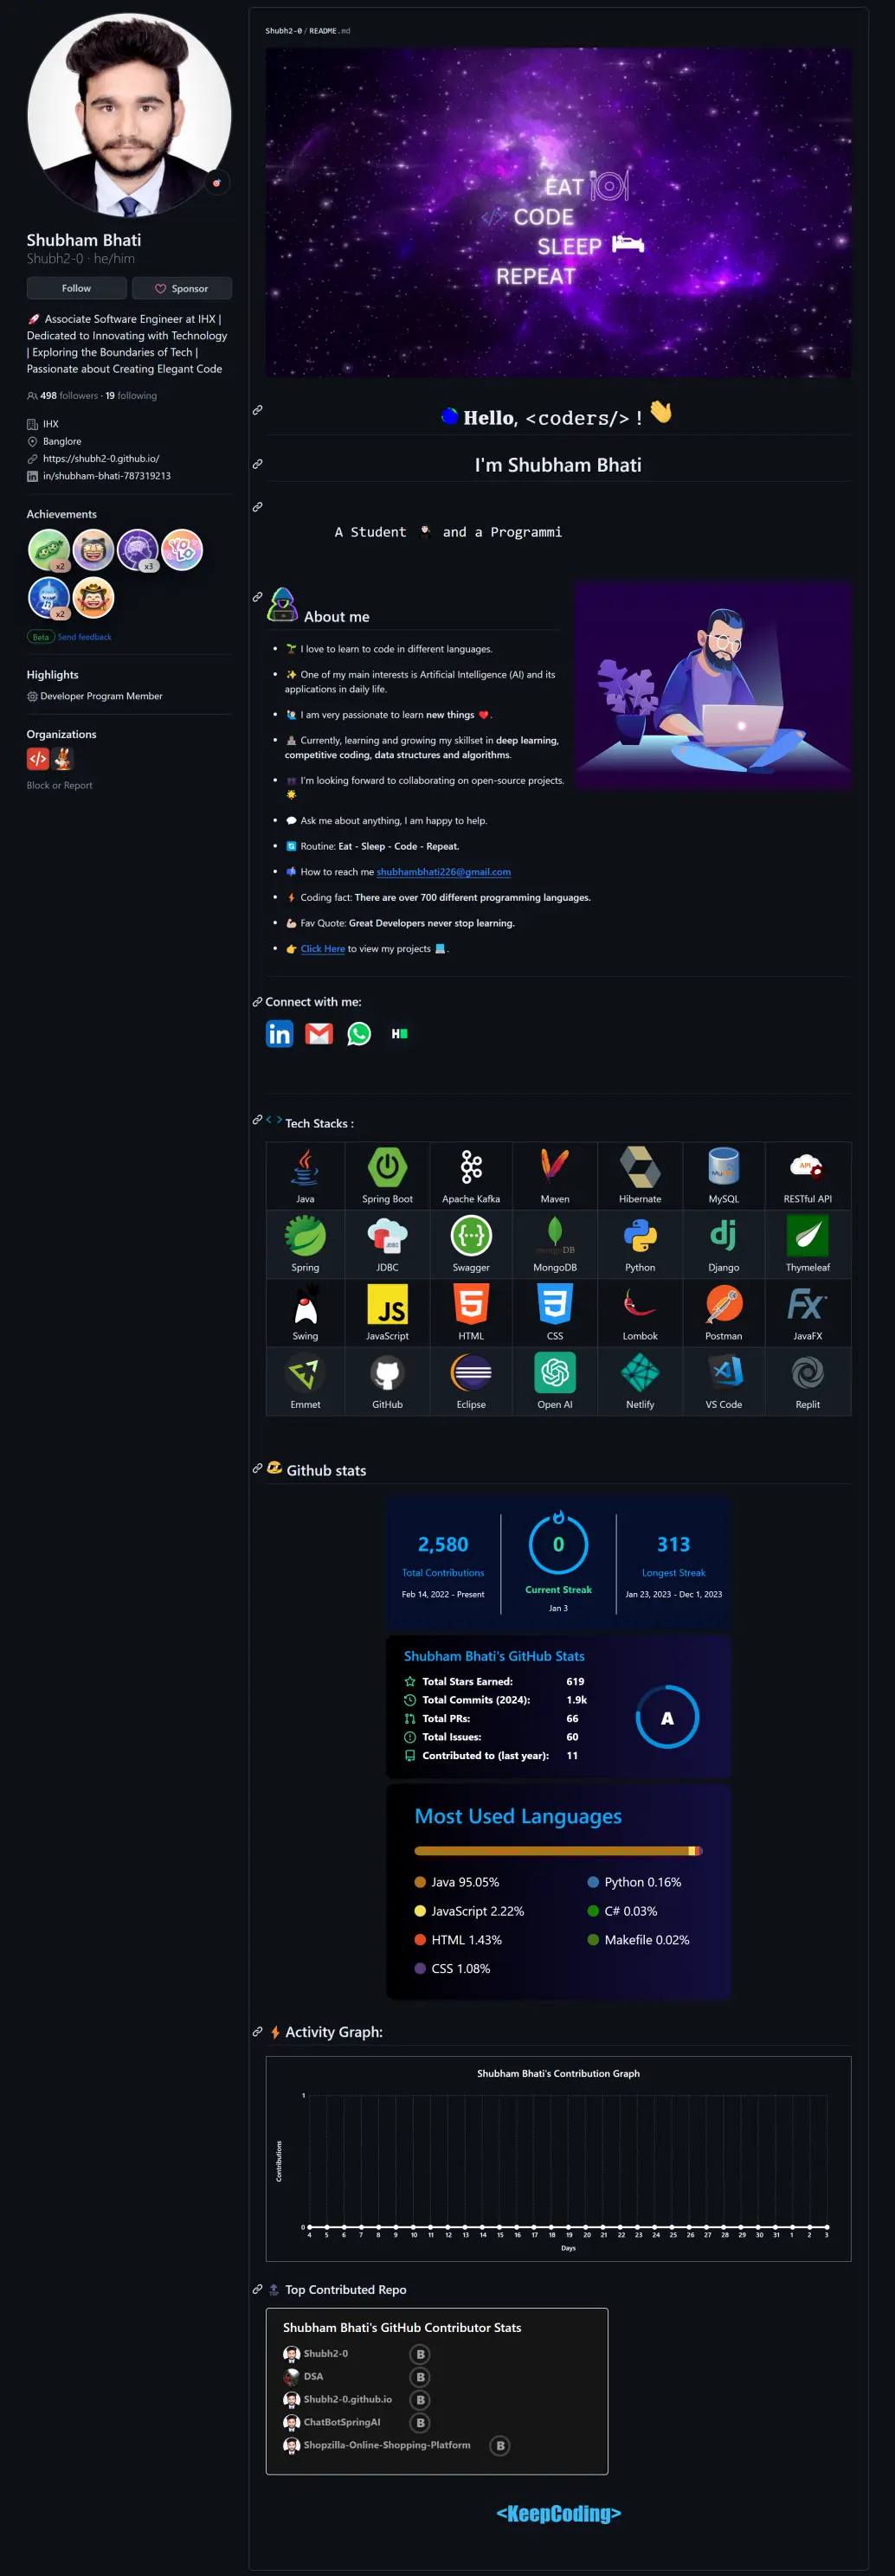 Shubham Bhati
Shubh2-0 · he/him
Follow
Sponsor
🚀 Associate Software Engineer at IHX |
Dedicated to Innovating with Technology
| Exploring the Boundaries of Tech |
Passionate about Creating Elegant Code
498 followers · 19 following
IHX
Banglore
https://shubh2-0.github.io/
in/shubham-bhati-787319213
Achievements
x2
x3
YOLO
x2
Beta Send feedback
Highlights
Developer Program Member
Organizations
Block or Report
Shubh2-0 / README.md
EAT
</> CODE
SLEEP
REPEAT
Hello, <coders/> ! 👋
I'm Shubham Bhati
A Student 👨🏻‍🎓 and a Programmi
About me
🌱 I love to learn to code in different languages.
✨ One of my main interests is Artificial Intelligence (AI) and its
applications in daily life.
🙋🏻‍♂️ I am very passionate to learn new things ❤️.
Currently, learning and growing my skillset in deep learning,
competitive coding, data structures and algorithms.
I'm looking forward to collaborating on open-source projects.
🌟
💬 Ask me about anything, I am happy to help.
Routine: Eat - Sleep - Code - Repeat.
📫 How to reach me shubhambhati226@gmail.com
⚡ Coding fact: There are over 700 different programming languages.
💪🏻 Fav Quote: Great Developers never stop learning.
👉 Click Here to view my projects 💻.
Connect with me:
in
H
< > Tech Stacks :
Java
Spring Boot
Apache Kafka
Maven
Hibernate
MySQL
API
RESTful API
Spring
JDBC
JDBC
Swagger
mongoDB
MongoDB
Python
dj
Django
Thymeleaf
Swing
JS
JavaScript
5
HTML
3
CSS
Lombok
Postman
FX
JavaFX
Emmet
GitHub
Eclipse
Open AI
Netlify
VS Code
Replit
Github stats
2,580
Total Contributions
Feb 14, 2022 - Present
0
Current Streak
Jan 3
313
Longest Streak
Jan 23, 2023 - Dec 1, 2023
Shubham Bhati's GitHub Stats
Total Stars Earned: 619
Total Commits (2024): 1.9k
Total PRs: 66
Total Issues: 60
Contributed to (last year): 11
A
Most Used Languages
Java 95.05%
Python 0.16%
JavaScript 2.22%
C# 0.03%
HTML 1.43%
Makefile 0.02%
CSS 1.08%
⚡ Activity Graph:
Shubham Bhati's Contribution Graph
1
Contributions
0
4 5 6 7 8 9 10 11 12 13 14 15 16 17 18 19 20 21 22 23 24 25 26 27 28 29 30 31 1 2 3
Days
🔝 Top Contributed Repo
Shubham Bhati's GitHub Contributor Stats
Shubh2-0 B
DSA B
Shubh2-0.github.io B
ChatBotSpringAI B
Shopzilla-Online-Shopping-Platform B
<KeepCoding>